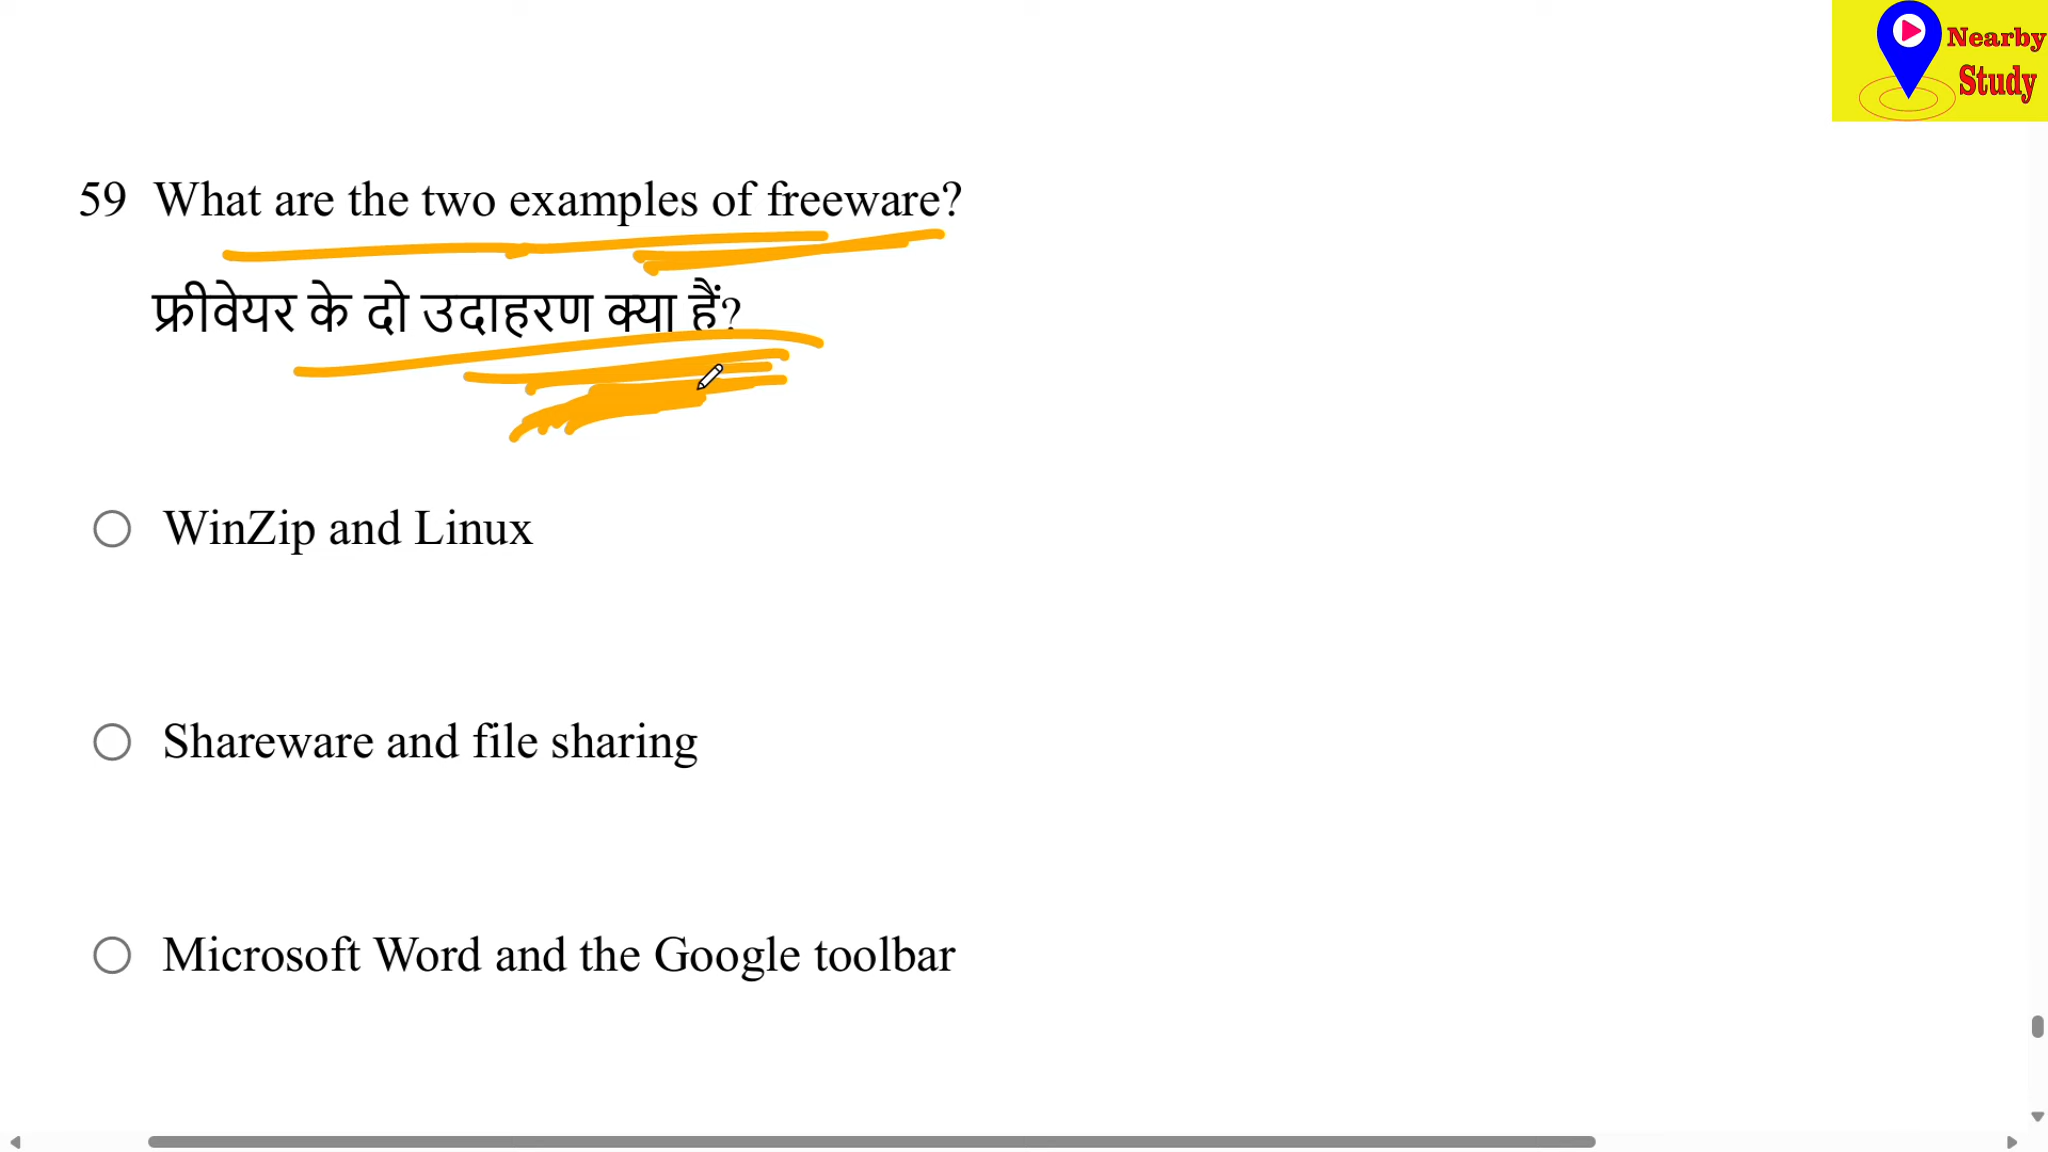 Nearby
Study
59 What are the two examples of freeware?
फ्रीवेयर के दो उदाहरण क्या हैं?
WinZip and Linux
Shareware and file sharing
Microsoft Word and the Google toolbar